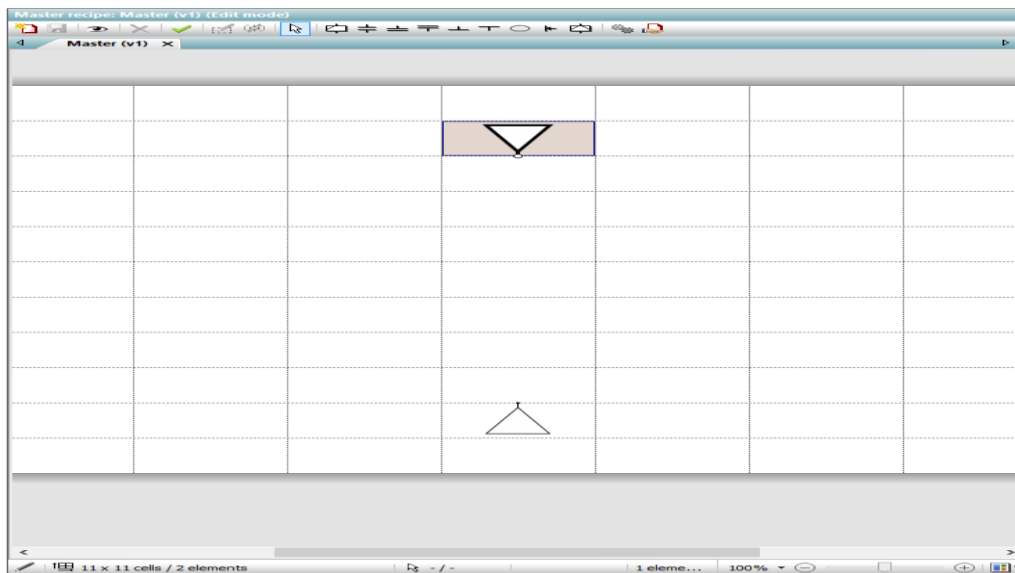 Master recipe: Master (v1) (Edit mode)
Master (v1)
11 x 11 cells / 2 elements
- / -
1 eleme...
100%